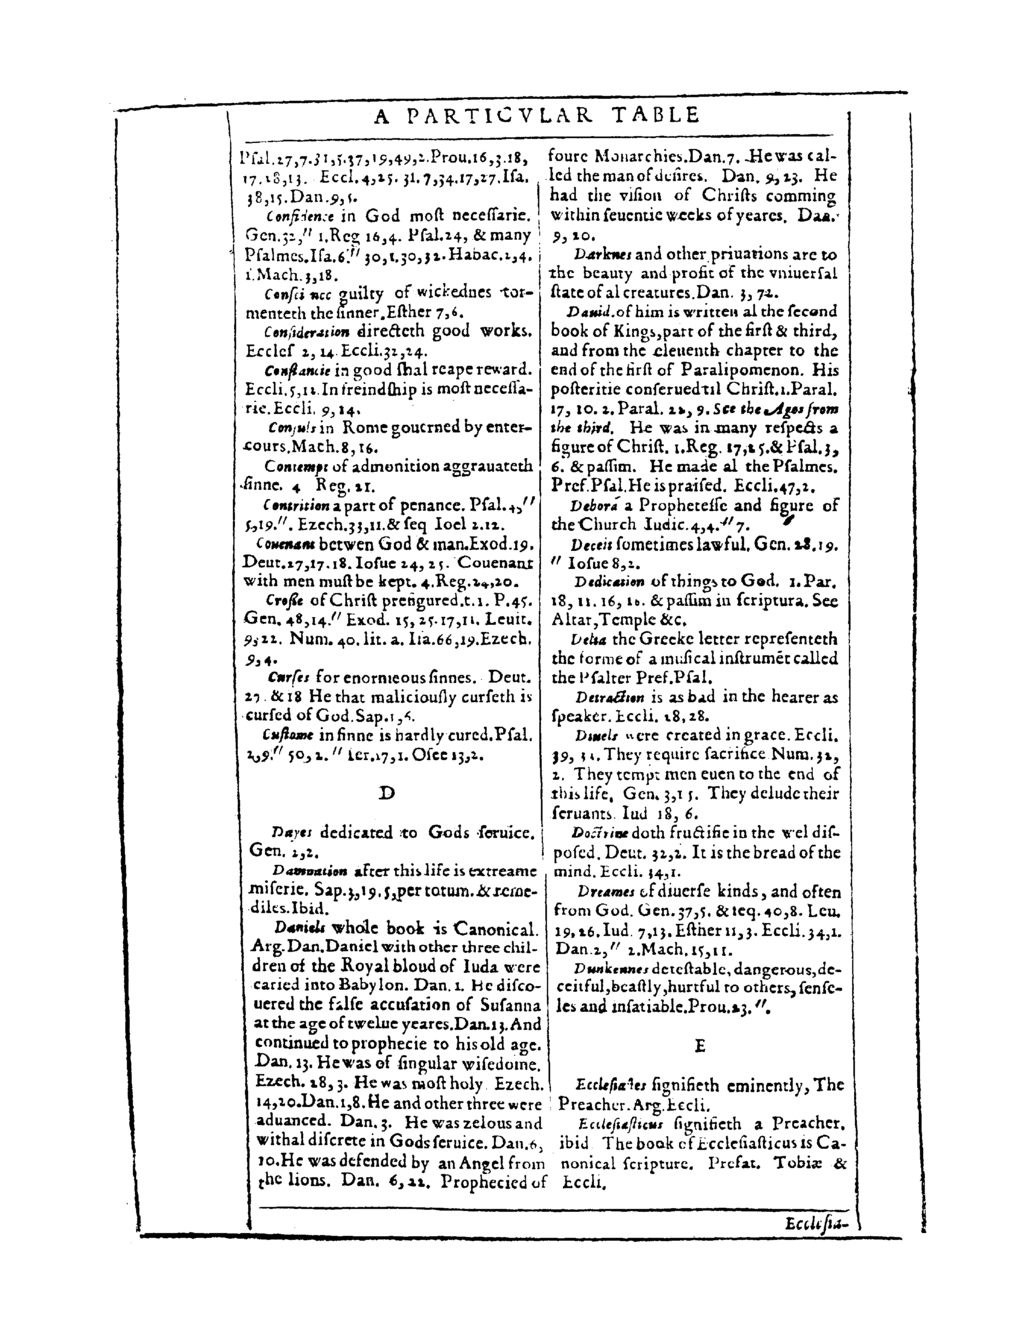 A PARTICVLAR TABLE
Psal.27,7.31,5.37,19,49,2.Prou.16,3.18,
17.28,13. Eccl.4,25. 31.7,34.17,27.Isa.
38,15.Dan.9,5.
Confidence in God most necessarie.
Gen.32," 1.Reg 16,4. Psal.24, & many
Psalmes.Isa.6." 30,1.30,32.Habac.2,4.
1.Mach.3,18.
Conscience guilty of wickednes tor-
menteth the sinner.Esther 7,6.
Consideration directeth good works.
Eccles 2,14.Eccli.32,24.
Constancie in good shal reape reward.
Eccli.5,12.In freindship is most necessa-
rie.Eccli. 9,14.
Consuls in Rome gouerned by enter-
cours.Mach.8,16.
Contempt of admonition aggrauateth
sinne. 4 Reg.21.
Contrition a part of penance. Psal.4,"
5,19.". Ezech.33,11.& seq Ioel 2.12.
Couenant betwen God & man.Exod.19.
Deut.27,17.18.Iosue 24,25. Couenant
with men must be kept. 4.Reg.24,20.
Crosse of Christ prefigured.t.1. P.45.
Gen. 48,14." Exod. 15, 25.17,11. Leuit.
9,22. Num. 40. lit. a. Isa.66,19.Ezech.
9,4.
Curses for enormeous sinnes. Deut.
27. & 28 He that maliciously curseth is
cursed of God.Sap.1,6.
Custome in sinne is hardly cured.Psal.
2,9." 50,2." Ier.17,1.Osee 13,2.
D
Dayes dedicated to Gods seruice.
Gen. 2,2.
Damnation after this life is extreame
miserie. Sap.3,19.5,per totum.& reme-
diles.Ibid.
Daniels whole book is Canonical.
Arg.Dan.Daniel with other three chil-
dren of the Royal bloud of Iuda were
caried into Babylon. Dan.1. He disco-
uered the false accusation of Susanna
at the age of twelue yeares.Dan.13.And
continued to prophecie to his old age.
Dan. 13. He was of singular wisedome.
Ezech. 28, 3. He was most holy Ezech.
14,20.Dan.1,8.He and other three were
aduanced. Dan. 3. He was zelous and
withal discrete in Gods seruice. Dan.6,
10.He was defended by an Angel from
the lions. Dan. 6,22. Prophecied of
foure Monarchies.Dan.7. He was cal-
led the man of desires. Dan. 9, 23. He
had the vision of Christs comming
within seuentie weeks of yeares. Dan.
9, 20.
Darknes and other priuations are to
the beauty and profit of the vniuersal
state of al creatures.Dan. 3, 72.
Dauid.of him is written al the second
book of Kings,part of the first & third,
and from the eleuenth chapter to the
end of the first of Paralipomenon. His
posteritie conserued til Christ.1.Paral.
17, 10. 2. Paral. 21, 9. See the Ages from
the third. He was in many respects a
figure of Christ. 1.Reg. 17,25.& Psal.3,
6. & passim. He made al the Psalmes.
Pref.Psal.He is praised. Eccli.47,2.
Debora a Prophetesse and figure of
the Church Iudic.4,4." 7.
Deceit sometimes lawful. Gen. 28.19.
" Iosue 8,2.
Dedication of things to God. 1.Par.
18, 11. 16, 10. & passim in scriptura. See
Altar,Temple &c.
Delta the Greeke letter representeth
the forme of a musical instrumēt called
the Psalter Pref.Psal.
Detraction is as bad in the hearer as
speaker. Eccli. 28,28.
Diuels were created in grace. Eccli.
39, 34. They require sacrifice Num. 32,
2. They tempt men euen to the end of
this life, Gen. 3,15. They delude their
seruants. Iud 18, 6.
Doctrine doth fructifie in the wel dis-
posed. Deut. 32,2. It is the bread of the
mind. Eccli. 34,1.
Dreames of diuerse kinds, and often
from God. Gen.37,5. & seq. 40,8. Leu.
19,26.Iud. 7,13. Esther 11,3. Eccli.34,1.
Dan.2," 2.Mach.15,11.
Dunkennes detestable, dangerous,de-
ceitful,beastly,hurtful to others, sense-
les and insatiable.Prou.23.".
E
Ecclesiastes signifieth eminently, The
Preacher. Arg.Eccli.
Ecclesiasticus signifieth a Preacher.
ibid The book of Ecclesiasticus is Ca-
nonical scripture. Prefat. Tobiæ &
Eccli.
Ecclesia-